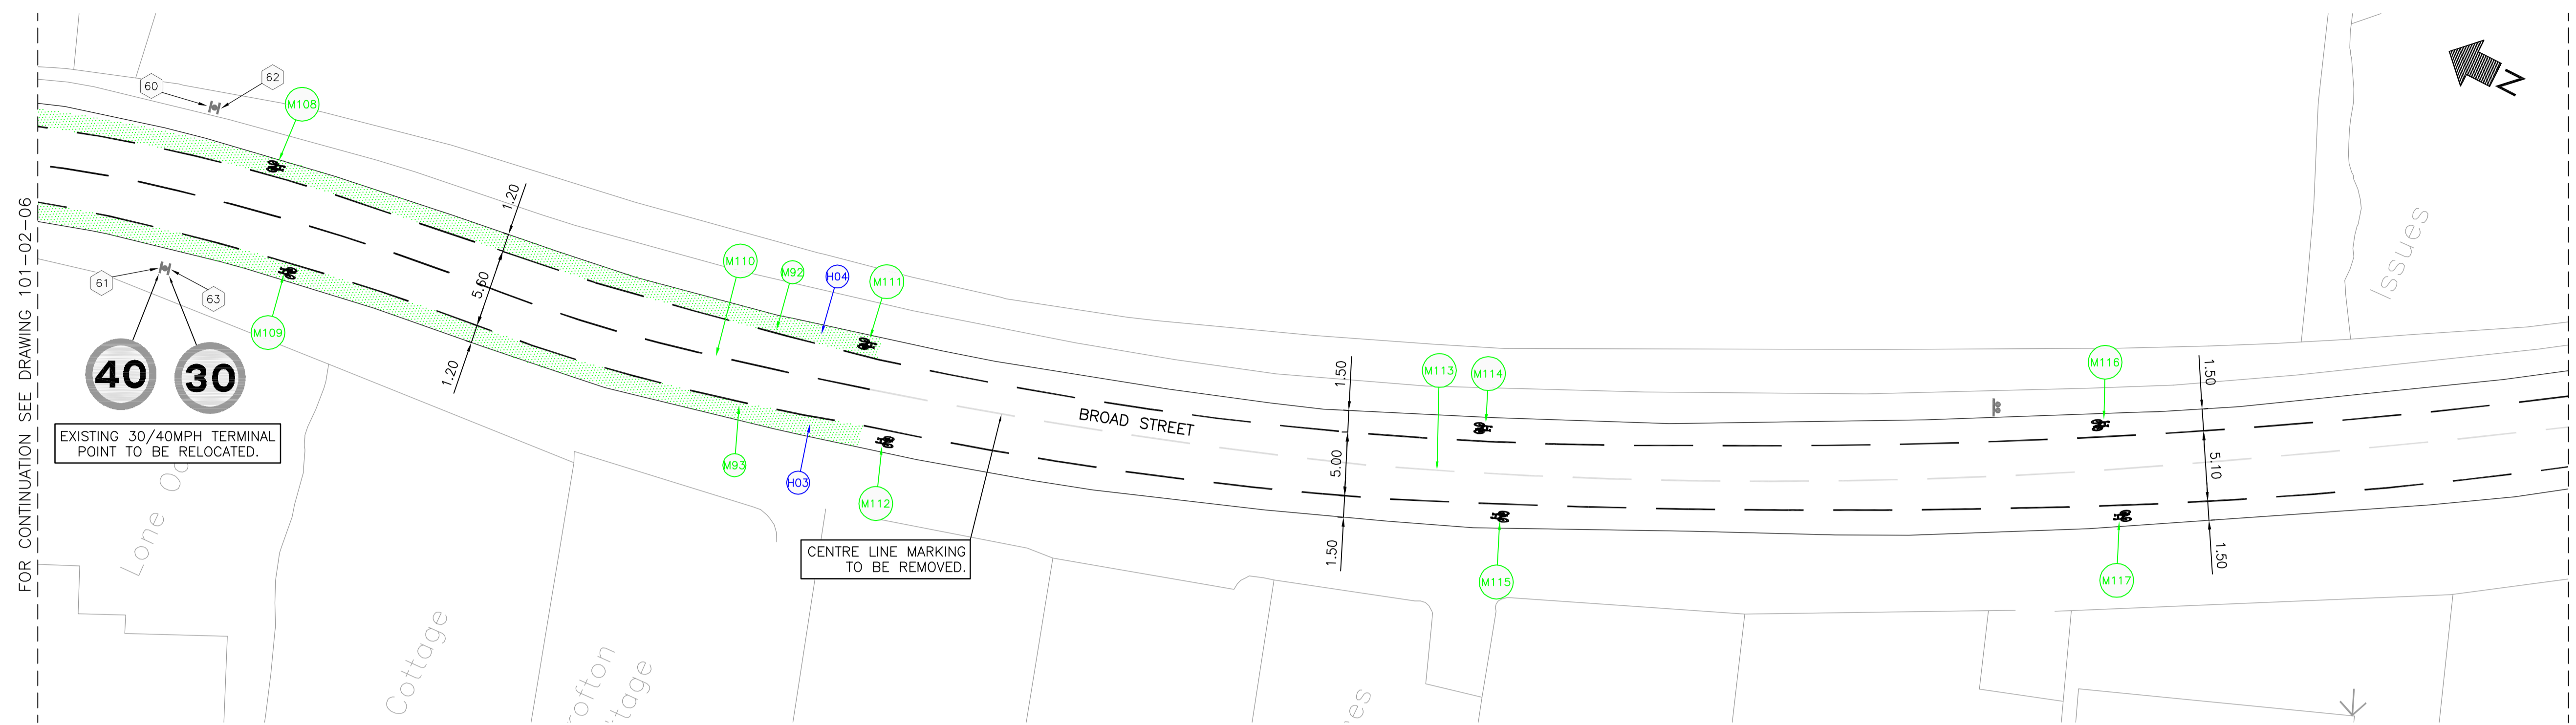 FOR CONTINUATION SEE DRAWING 101-02-06
60
62
M108
61
63
M109
40
30
EXISTING 30/40MPH TERMINAL
POINT TO BE RELOCATED.
1.20
5.60
1.20
M110
M92
H04
M111
M93
H03
M112
CENTRE LINE MARKING
TO BE REMOVED.
BROAD STREET
1.50
5.00
1.50
M113
M114
M115
M116
M117
1.50
5.10
1.50
N
Issues
Lone
Cottage